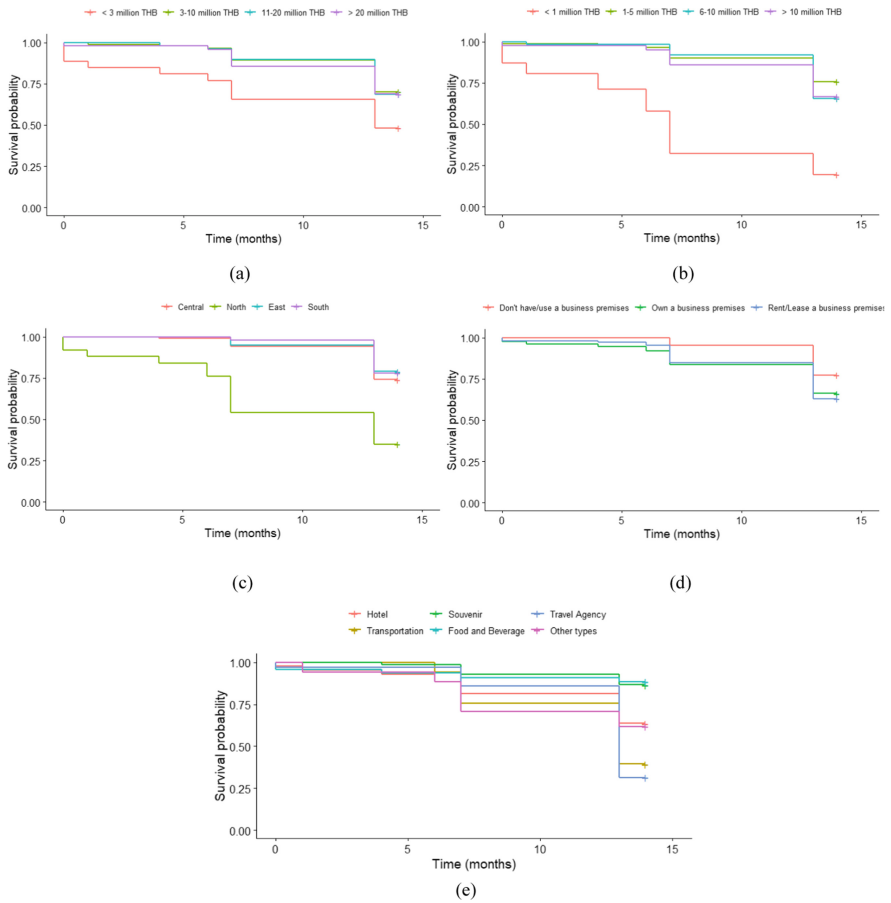 < 3 million THB 3-10 million THB 11-20 million THB > 20 million THB
Survival probability
1.00
0.75
0.50
0.25
0.00
0 5 10 15
Time (months)
(a)
< 1 million THB 1-5 million THB 6-10 million THB > 10 million THB
Survival probability
1.00
0.75
0.50
0.25
0.00
0 5 10 15
Time (months)
(b)
Central North East South
Survival probability
1.00
0.75
0.50
0.25
0.00
0 5 10 15
Time (months)
(c)
Don't have/use a business premises Own a business premises Rent/Lease a business premises
Survival probability
1.00
0.75
0.50
0.25
0.00
0 5 10 15
Time (months)
(d)
Hotel Souvenir Travel Agency
Transportation Food and Beverage Other types
Survival probability
1.00
0.75
0.50
0.25
0.00
0 5 10 15
Time (months)
(e)